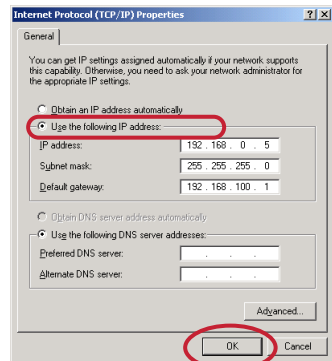 Internet Protocol (TCP/IP) Properties
General
You can get IP settings assigned automatically if your network supports
this capability. Otherwise, you need to ask your network administrator for
the appropriate IP settings.
Obtain an IP address automatically
Use the following IP address:
IP address: 192 . 168 . 0 . 5
Subnet mask: 255 . 255 . 255 . 0
Default gateway: 192 . 168 . 100 . 1
Obtain DNS server address automatically
Use the following DNS server addresses:
Preferred DNS server: . . .
Alternate DNS server: . . .
Advanced...
OK Cancel